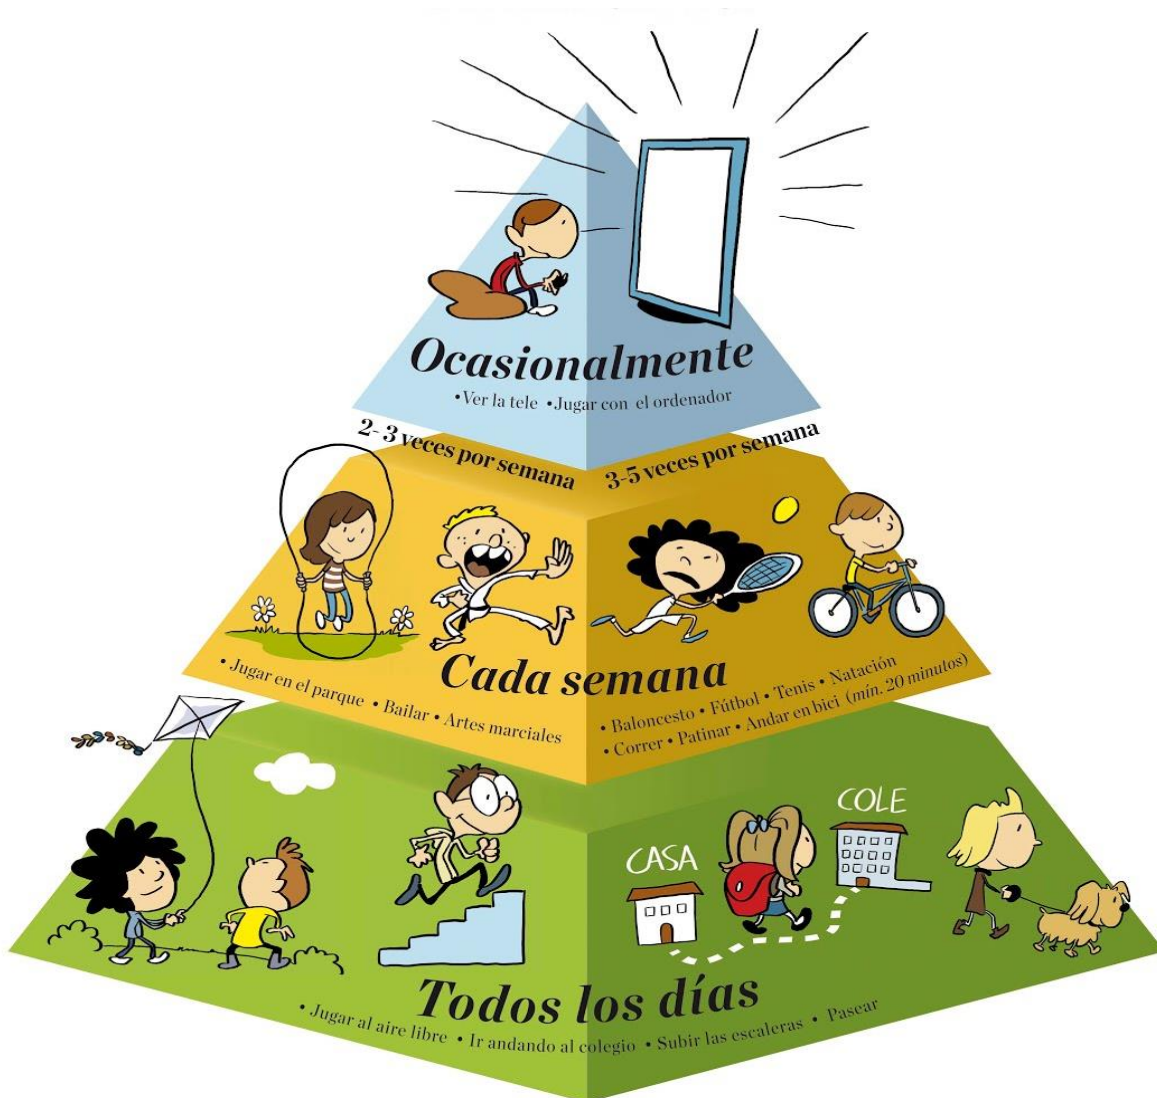 Ocasionalmente
•Ver la tele •Jugar con el ordenador
2-3 veces por semana
3-5 veces por semana
Cada semana
• Jugar en el parque • Bailar • Artes marciales
• Baloncesto • Fútbol • Tenis • Natación
• Correr • Patinar • Andar en bici (mín. 20 minutos)
CASA
COLE
Todos los días
• Jugar al aire libre • Ir andando al colegio • Subir las escaleras • Pasear